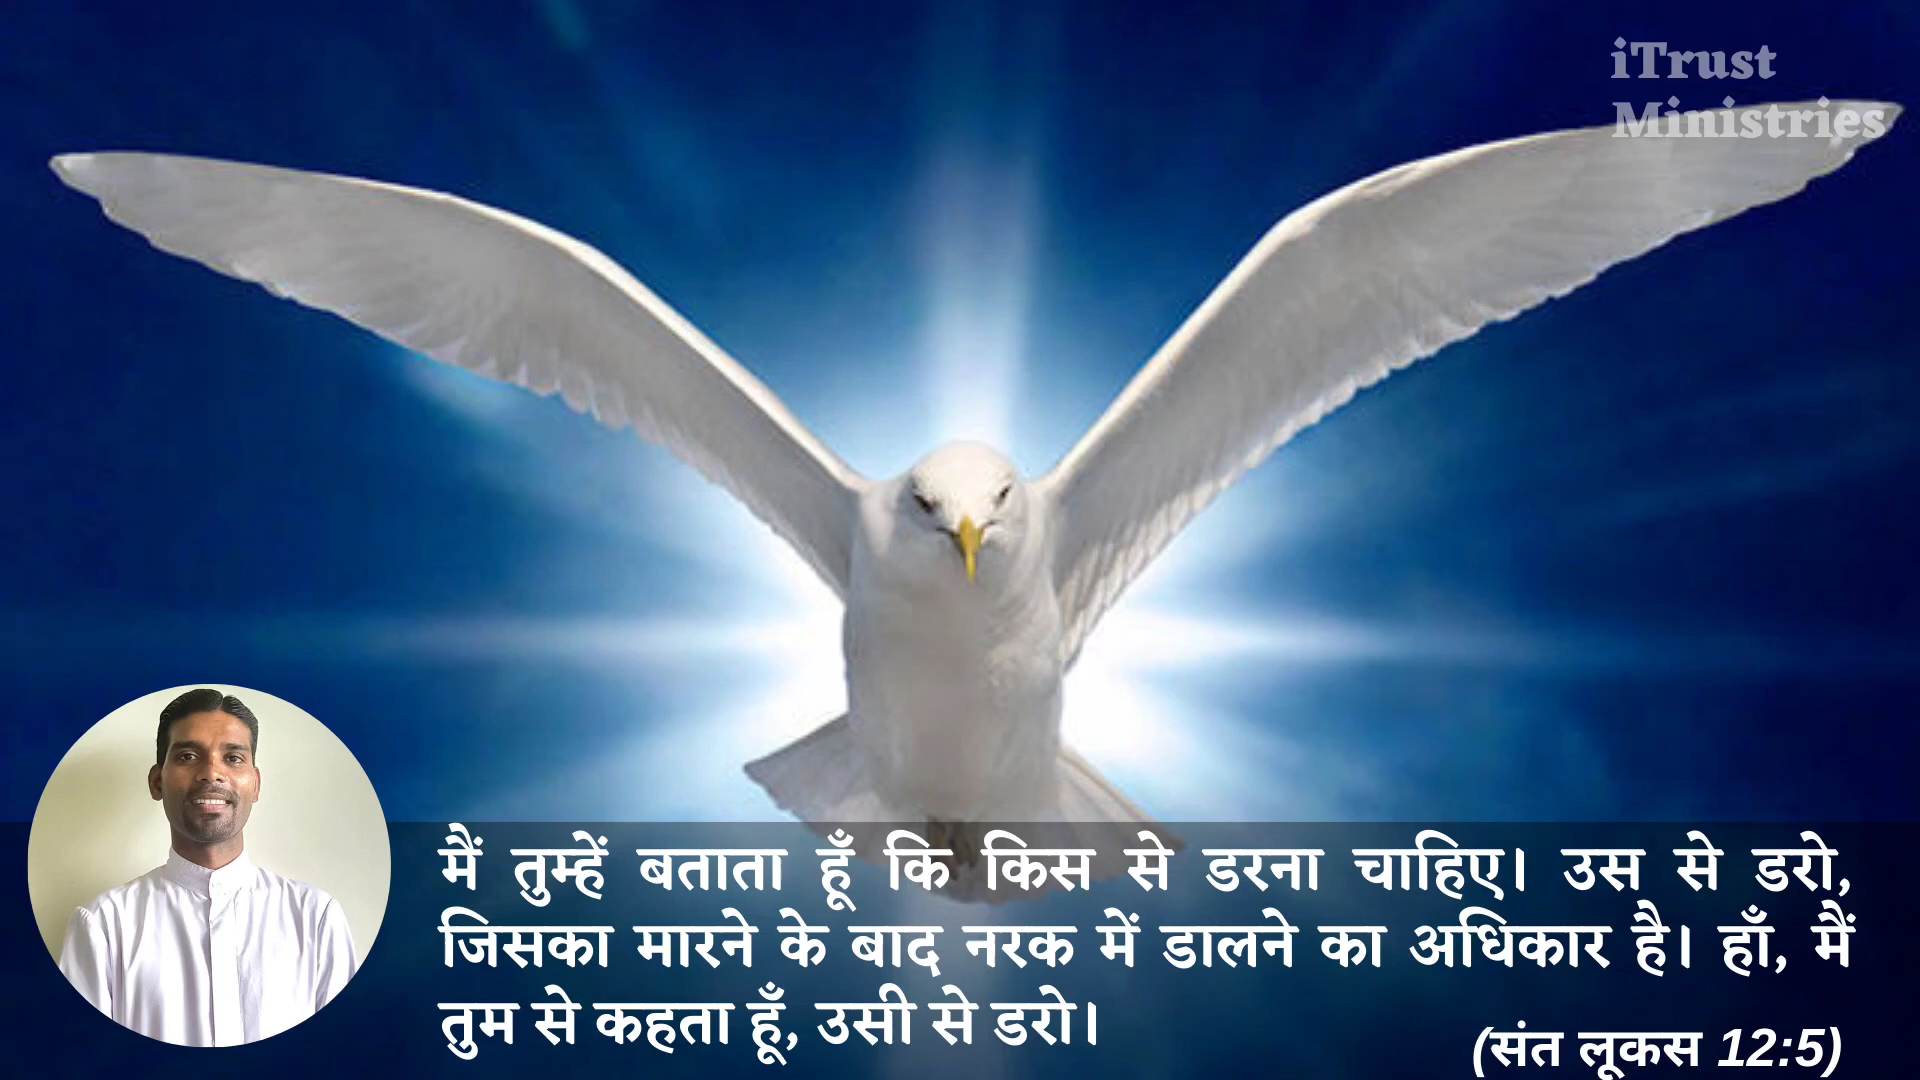 iTrust
Ministries
मैं तुम्हें बताता हूँ कि किस से डरना चाहिए। उस से डरो,
जिसका मारने के बाद नरक में डालने का अधिकार है। हाँ, मैं
तुम से कहता हूँ, उसी से डरो।
(संत लूकस 12:5)